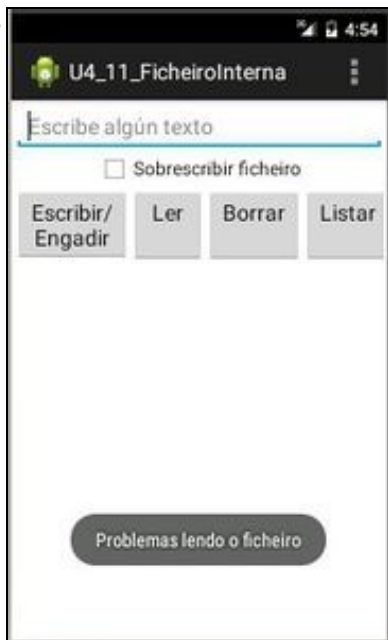 4:54
U4_11_FicheiroInterna
Escribe algún texto
Sobrescribir ficheiro
Escribir/
Engadir
Ler
Borrar
Listar
Problemas lendo o ficheiro